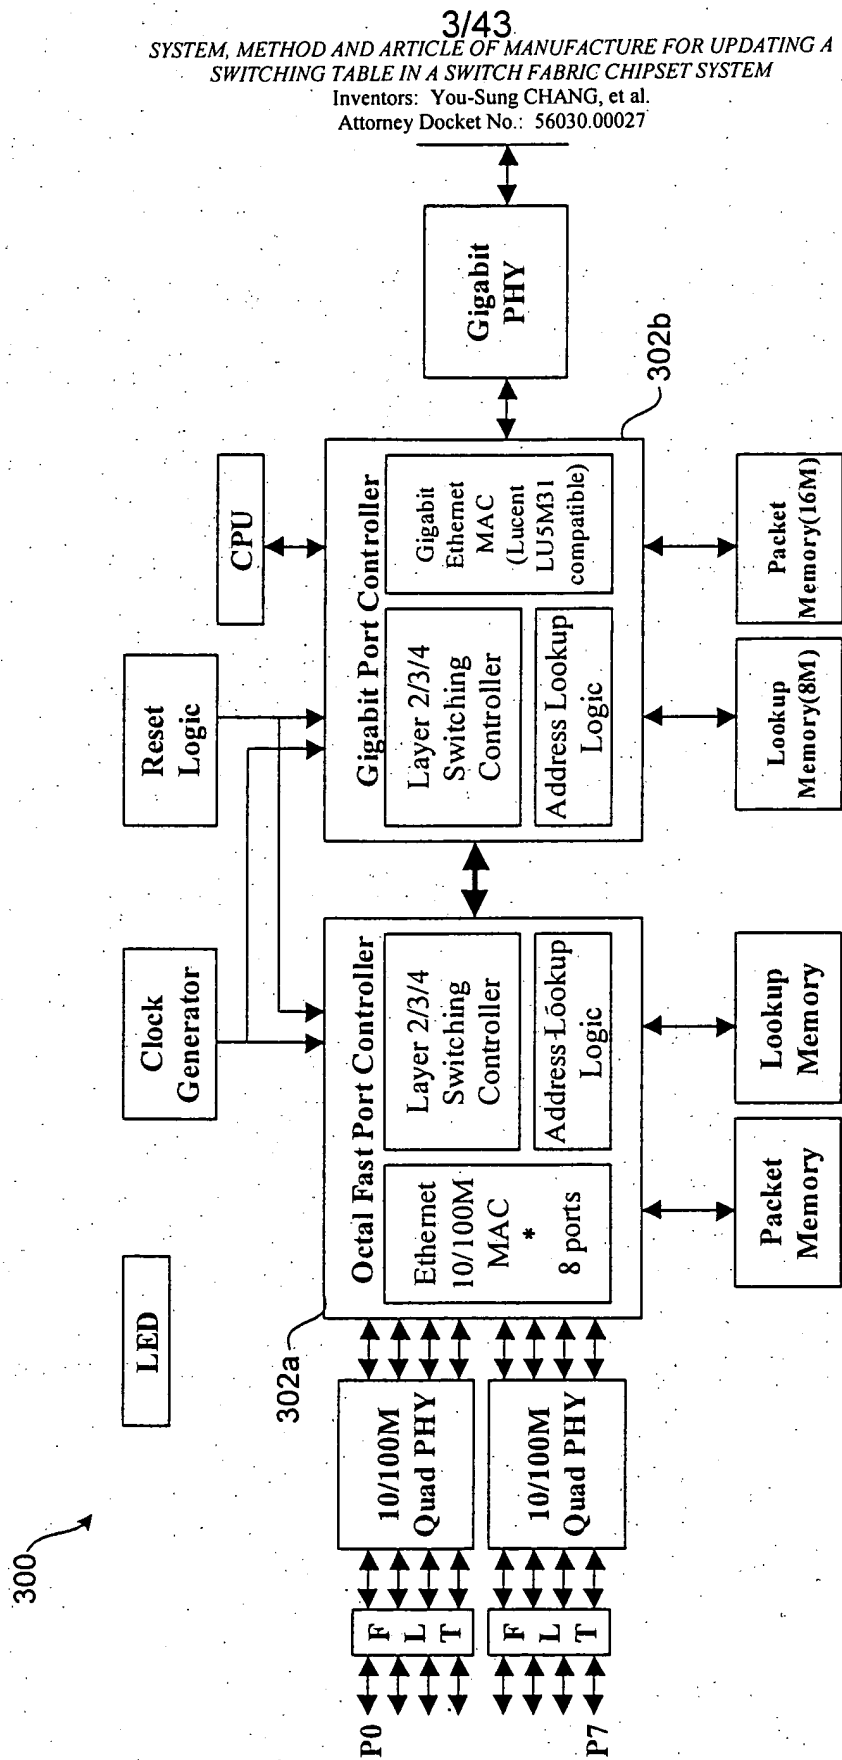 3/43
SYSTEM, METHOD AND ARTICLE OF MANUFACTURE FOR UPDATING A
SWITCHING TABLE IN A SWITCH FABRIC CHIPSET SYSTEM
Inventors: You-Sung CHANG, et al.
Attorney Docket No.: 56030.00027
300
LED
Clock
Generator
Reset
Logic
CPU
P0
P7
F
L
T
F
L
T
10/100M
Quad PHY
10/100M
Quad PHY
302a
Octal Fast Port Controller
Ethernet
10/100M
MAC
*
8 ports
Layer 2/3/4
Switching
Controller
Address Lookup
Logic
Gigabit Port Controller
Layer 2/3/4
Switching
Controller
Address Lookup
Logic
Gigabit
Ethernet
MAC
(Lucent
LU5M31
compatible)
302b
Gigabit
PHY
Packet
Memory
Lookup
Memory
Lookup
Memory(8M)
Packet
Memory(16M)